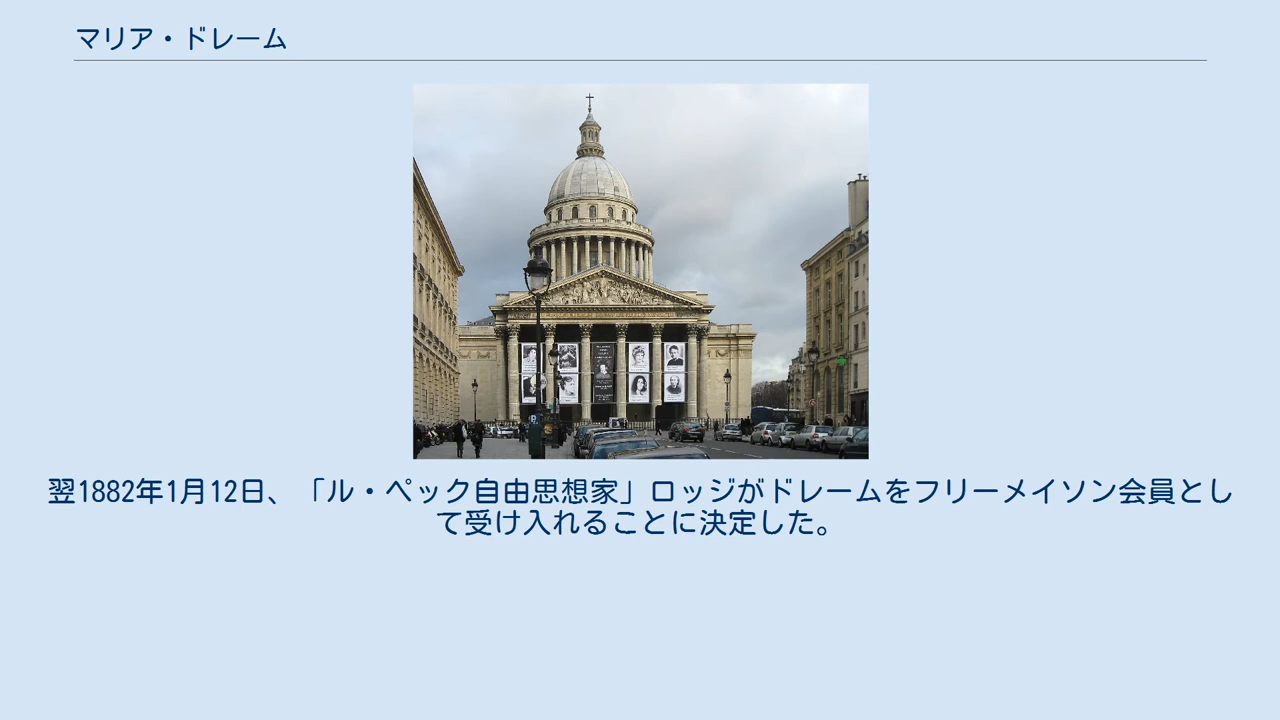 マリア・ドレーム
翌1882年1月12日、「ル・ペック自由思想家」ロッジがドレームをフリーメイソン会員とし
て受け入れることに決定した。